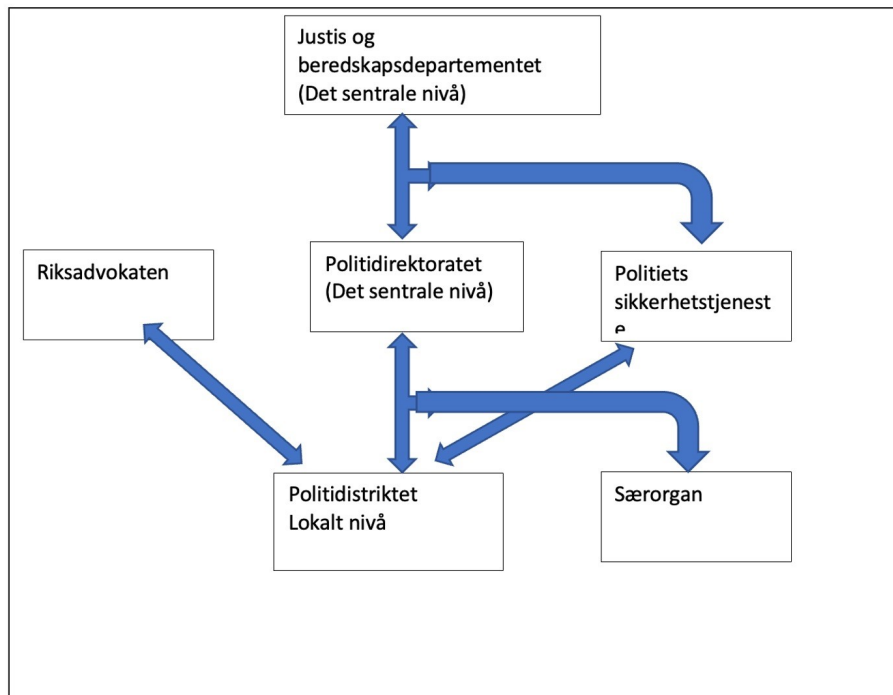 Justis og
beredskapsdepartementet
(Det sentrale nivå)
Riksadvokaten
Politidirektoratet
(Det sentrale nivå)
Politiets
sikkerhetstjenest
e
Politidistriktet
Lokalt nivå
Særorgan